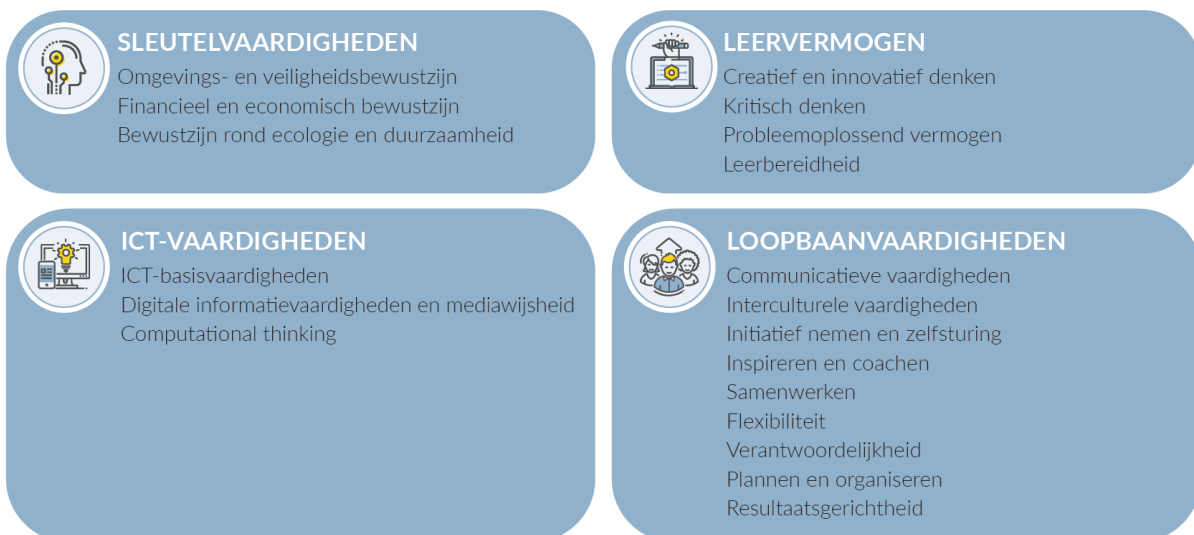 SLEUTELVAARDIGHEDEN
Omgevings- en veiligheidsbewustzijn
Financieel en economisch bewustzijn
Bewustzijn rond ecologie en duurzaamheid
LEERVERMOGEN
Creatief en innovatief denken
Kritisch denken
Probleemoplossend vermogen
Leerbereidheid
ICT-VAARDIGHEDEN
ICT-basisvaardigheden
Digitale informatievaardigheden en mediawijsheid
Computational thinking
LOOPBAANVAARDIGHEDEN
Communicatieve vaardigheden
Interculturele vaardigheden
Initiatief nemen en zelfsturing
Inspireren en coachen
Samenwerken
Flexibiliteit
Verantwoordelijkheid
Plannen en organiseren
Resultaatsgerichtheid